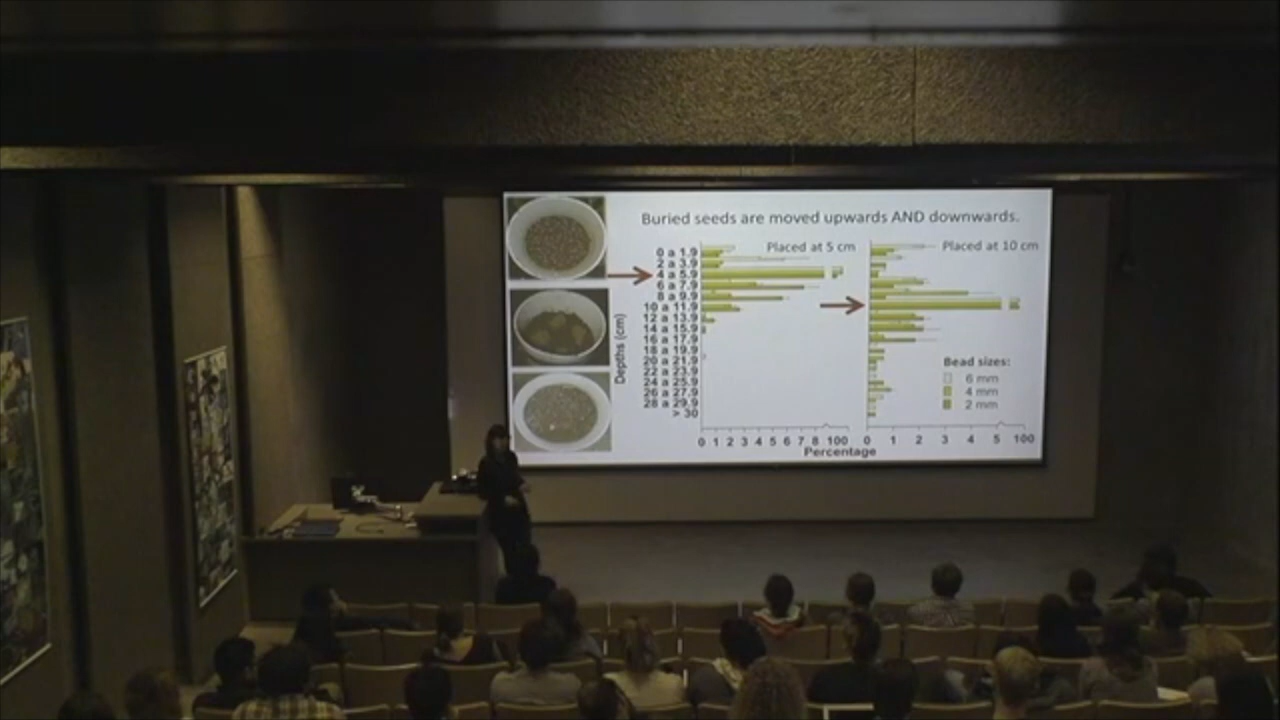 Buried seeds are moved upwards AND downwards.
Placed at 5 cm
Placed at 10 cm
Depths (cm)
0 a 1.9
2 a 3.9
4 a 5.9
6 a 7.9
8 a 9.9
10 a 11.9
12 a 13.9
14 a 15.9
16 a 17.9
18 a 19.9
20 a 21.9
22 a 23.9
24 a 25.9
26 a 27.9
28 a 29.9
> 30
Bead sizes:
6 mm
4 mm
2 mm
0 1 2 3 4 5 6 7 8 100
0 1 2 3 4 5 100
Percentage